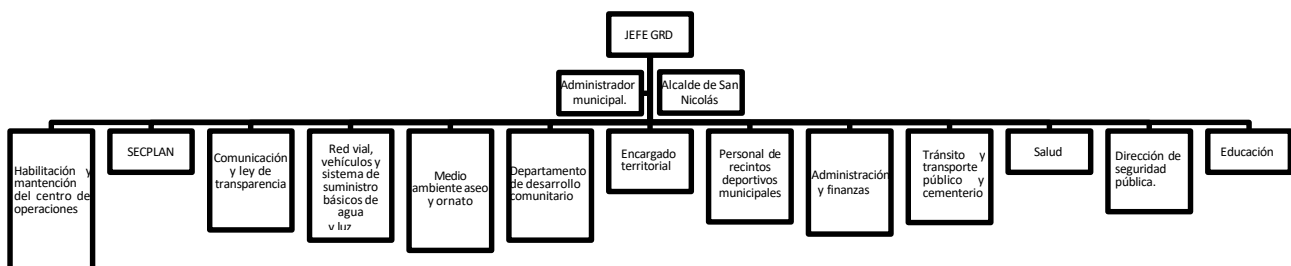 JEFE GRD
Administrador
municipal.
Alcalde de San
Nicolás
Habilitación y
mantención
del centro de
operaciones
SECPLAN
Comunicación
y ley de
transparencia
Red vial,
vehículos y
sistema de
suministro
básicos de
agua
y luz
Medio
ambiente aseo
y ornato
Departamento
de desarrollo
comunitario
Encargado
territorial
Personal de
recintos
deportivos
municipales
Administración
y finanzas
Tránsito y
transporte
público y
cementerio
Salud
Dirección de
seguridad
pública.
Educación